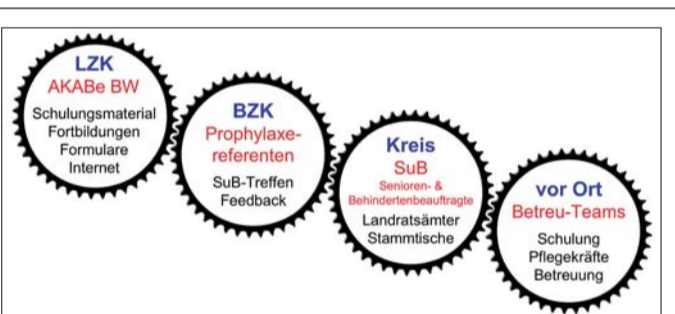 LZK
AKABe BW
Schulungsmaterial
Fortbildungen
Formulare
Internet
BZK
Prophylaxe-
referenten
SuB-Treffen
Feedback
Kreis
SuB
Senioren- &
Behindertenbeauftragte
Landratsämter
Stammtische
vor Ort
Betreu-Teams
Schulung
Pflegekräfte
Betreuung